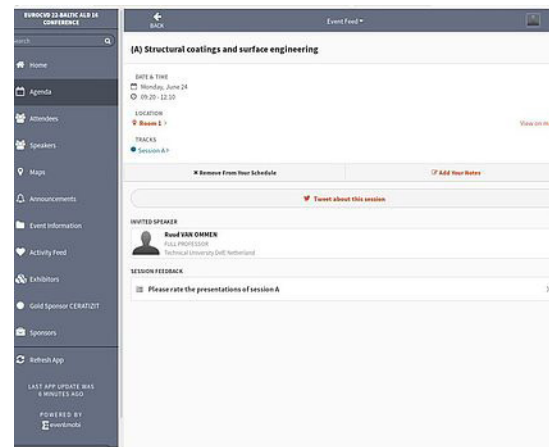 EUROCVD 22-BALTIC ALD 16
CONFERENCE
BACK
Event Feed
Search
Home
Agenda
Attendees
Speakers
Maps
Announcements
Event Information
Activity Feed
Exhibitors
Gold Sponsor CERATIZIT
Sponsors
Refresh App
LAST APP UPDATE WAS
6 MINUTES AGO
POWERED BY
eventmobi
(A) Structural coatings and surface engineering
DATE & TIME
Monday, June 24
09:20 - 12:10
LOCATION
Room 1 >
View on m
TRACKS
Session A >
Remove From Your Schedule
Add Your Notes
Tweet about this session
INVITED SPEAKER
Ruud VAN OMMEN
FULL PROFESSOR
Technical University Delft Netherland
SESSION FEEDBACK
Please rate the presentations of session A